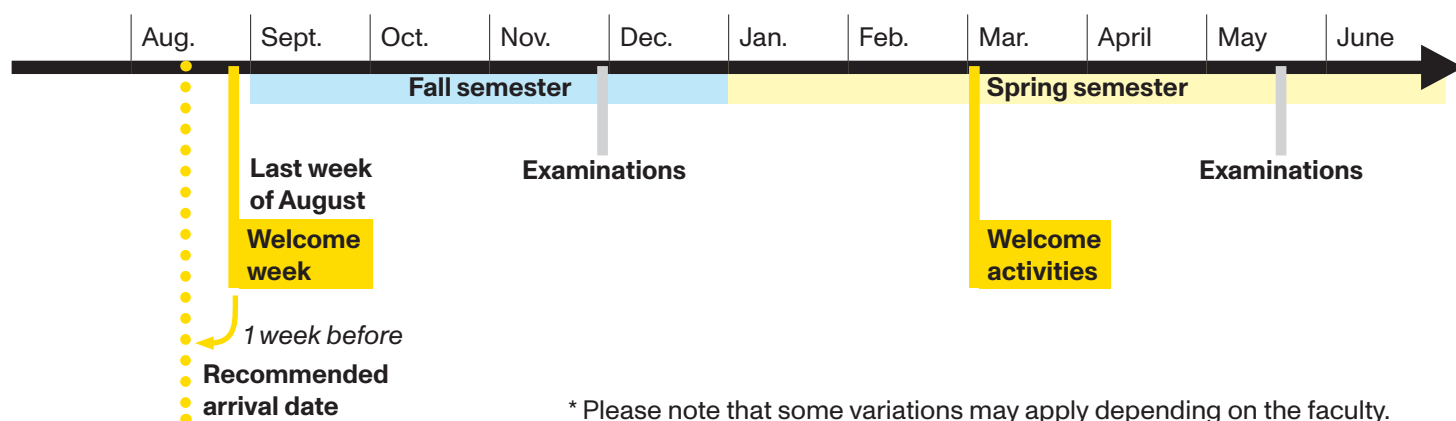 Aug. Sept. Oct. Nov. Dec. Jan. Feb. Mar. April May June
Fall semester
Spring semester
Last week
of August
Welcome
week
Examinations
Welcome
activities
Examinations
1 week before
Recommended
arrival date
* Please note that some variations may apply depending on the faculty.